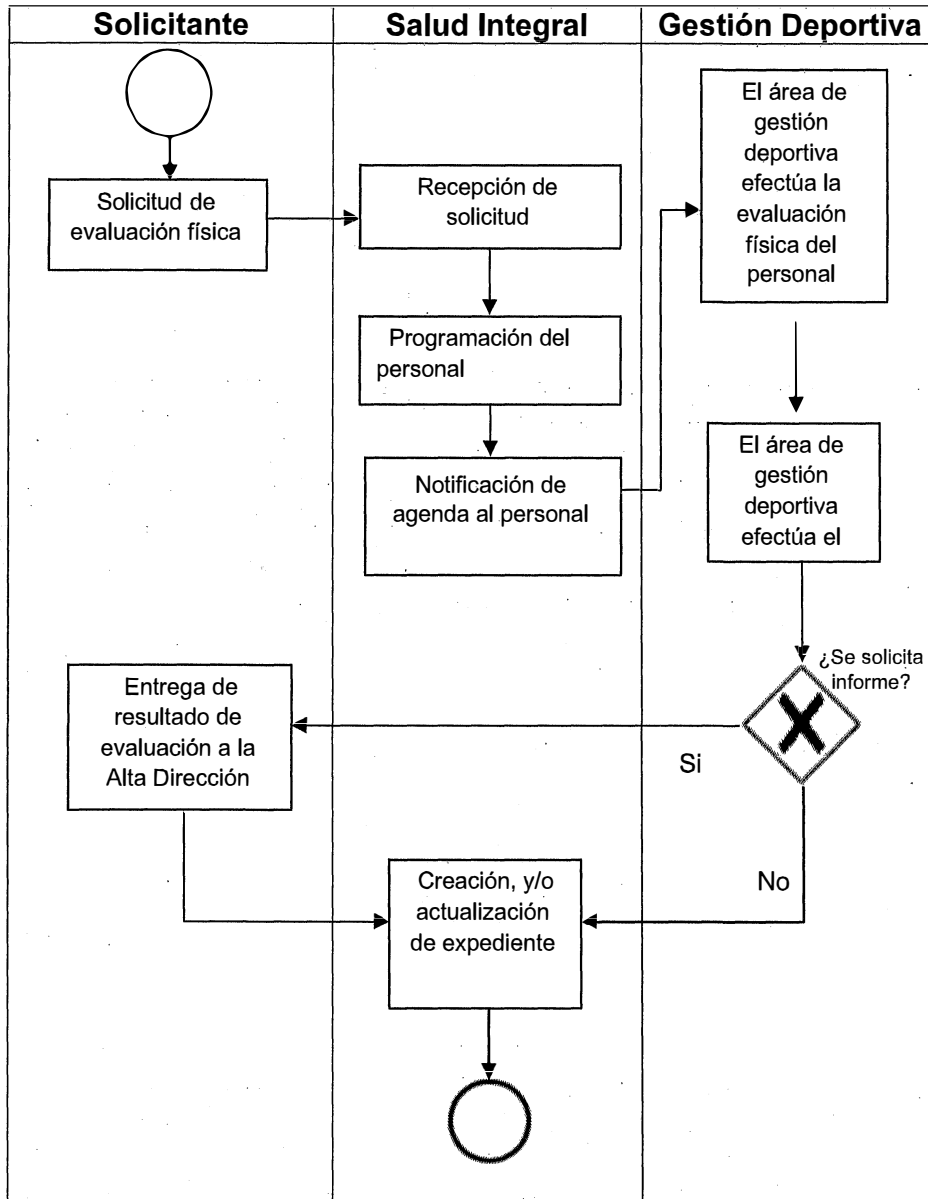 Solicitante
Salud Integral
Gestión Deportiva
Solicitud de
evaluación física
Recepción de
solicitud
Programación del
personal
Notificación de
agenda al personal
El área de
gestión
deportiva
efectúa la
evaluación
física del
personal
El área de
gestión
deportiva
efectúa el
¿Se solicita
informe?
Si
No
Entrega de
resultado de
evaluación a la
Alta Dirección
Creación, y/o
actualización
de expediente